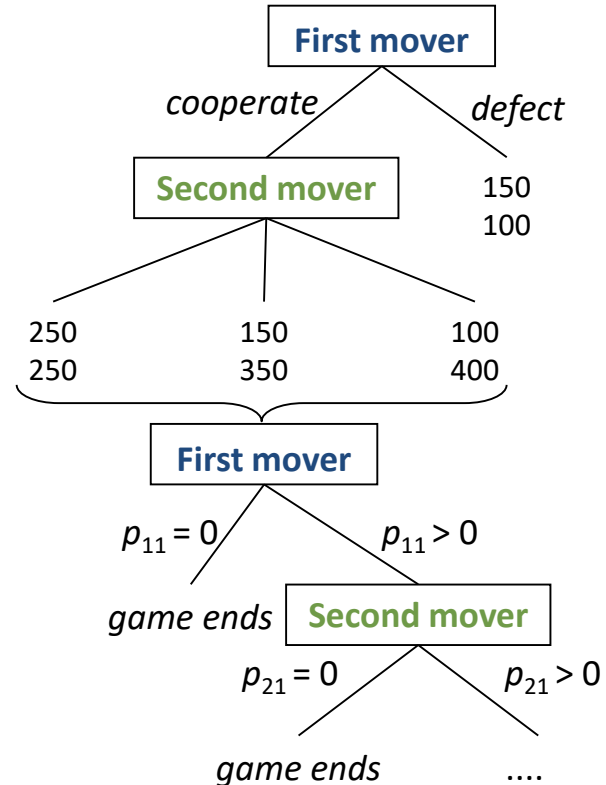 First mover
cooperate
defect
Second mover
150
100
250 150 100
250 350 400
First mover
p₁₁ = 0
p₁₁ > 0
game ends
Second mover
p₂₁ = 0
p₂₁ > 0
game ends
....